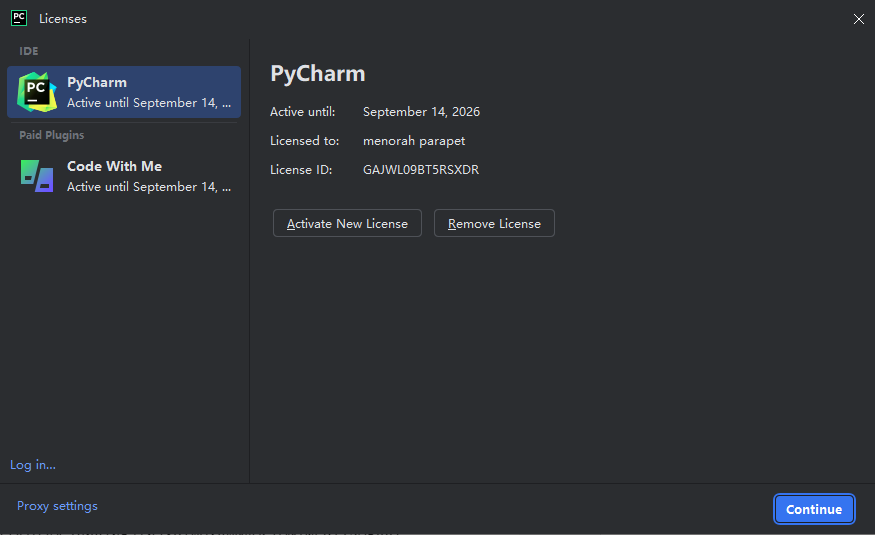 PC Licenses
IDE
PC PyCharm
Active until September 14, ...
Paid Plugins
Code With Me
Active until September 14, ...
Log in...
PyCharm
Active until: September 14, 2026
Licensed to: menorah parapet
License ID: GAJWL09BT5RSXDR
Activate New License Remove License
Proxy settings
Continue